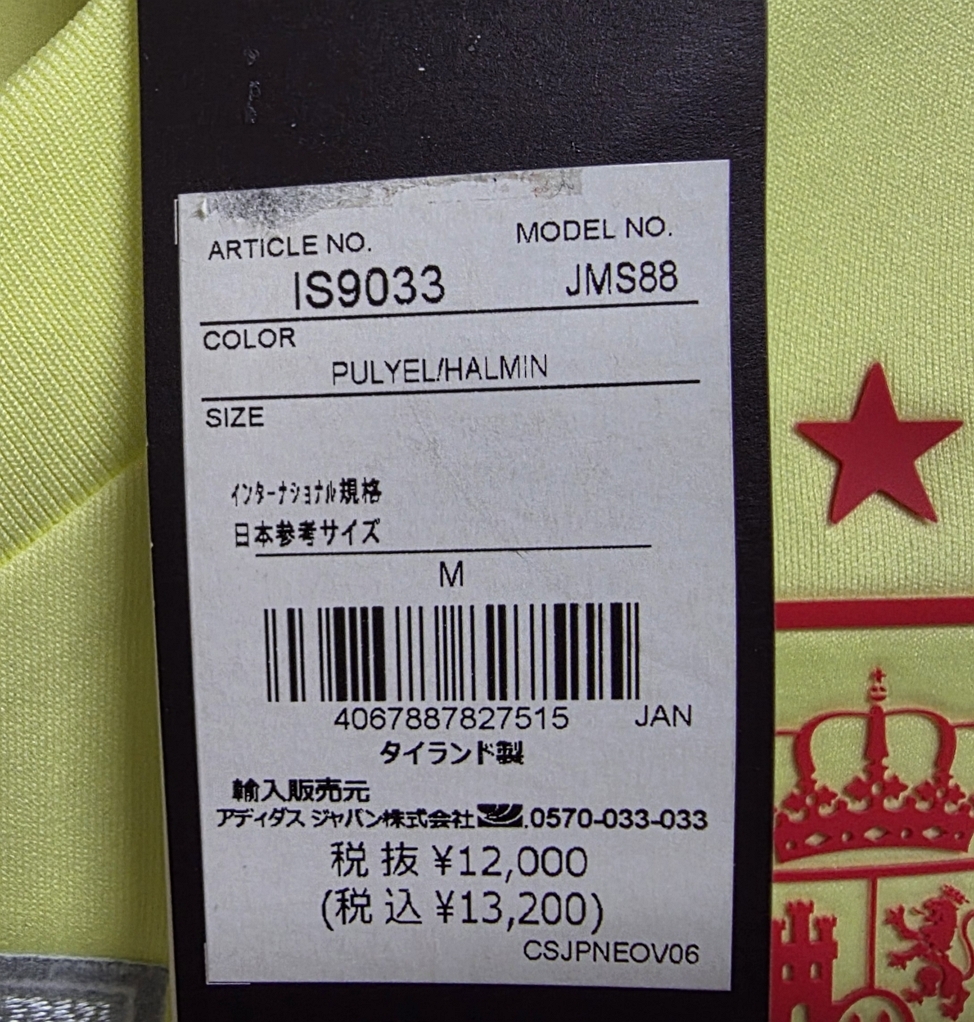 ARTICLE NO. MODEL NO.
IS9033 JMS88
COLOR
PULYEL/HALMIN
SIZE
インターナショナル規格
日本参考サイズ
M
4067887827515 JAN
タイランド製
輸入販売元
アディダス ジャパン株式会社 .0570-033-033
税 抜 ¥12,000
(税 込 ¥13,200)
CSJPNEOV06